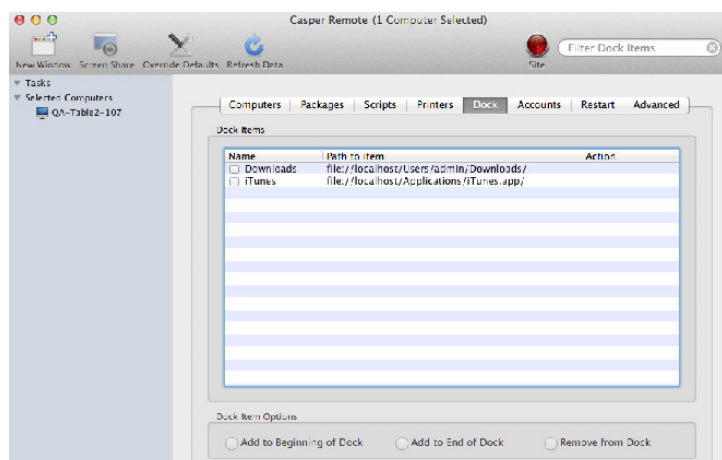 Casper Remote (1 Computer Selected)
New Window Screen Share Override Defaults Refresh Data Site Filter Dock Items
Tasks
Selected Computers
QA-Table2-107
Computers Packages Scripts Printers Dock Accounts Restart Advanced
Dock Items
Name Path to item Action
Downloads file://localhost/Users/admin/Downloads/
iTunes file://localhost/Applications/iTunes.app/
Dock Item Options
Add to Beginning of Dock Add to End of Dock Remove from Dock